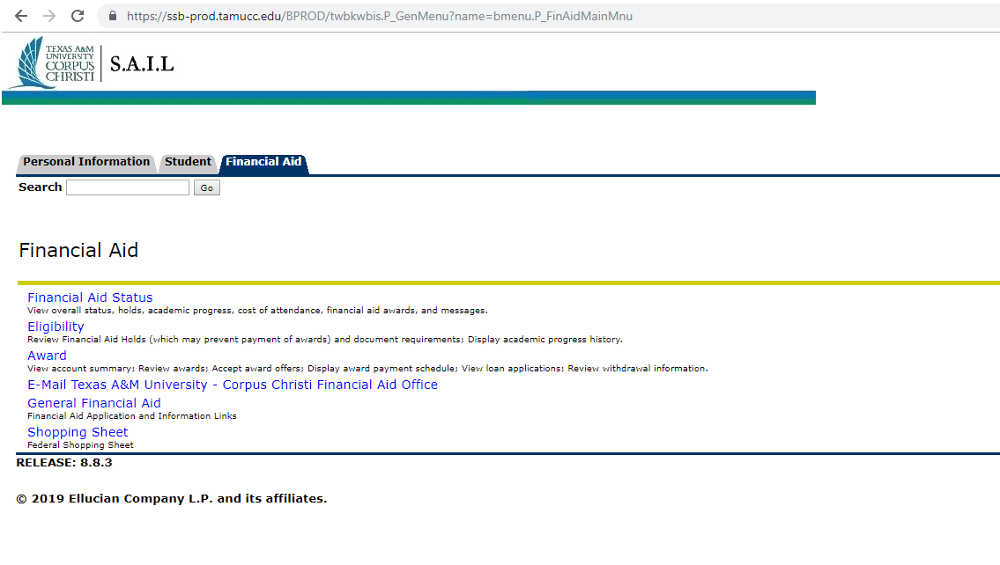 https://ssb-prod.tamucc.edu/BPROD/twbkwbis.P_GenMenu?name=bmenu.P_FinAidMainMnu
TEXAS A&M
UNIVERSITY
CORPUS
CHRISTI
S.A.I.L
Personal Information Student Financial Aid
Search Go
Financial Aid
Financial Aid Status
View overall status, holds, academic progress, cost of attendance, financial aid awards, and messages.
Eligibility
Review Financial Aid Holds (which may prevent payment of awards) and document requirements; Display academic progress history.
Award
View account summary; Review awards; Accept award offers; Display award payment schedule; View loan applications; Review withdrawal information.
E-Mail Texas A&M University - Corpus Christi Financial Aid Office
General Financial Aid
Financial Aid Application and Information Links
Shopping Sheet
Federal Shopping Sheet
RELEASE: 8.8.3
© 2019 Ellucian Company L.P. and its affiliates.